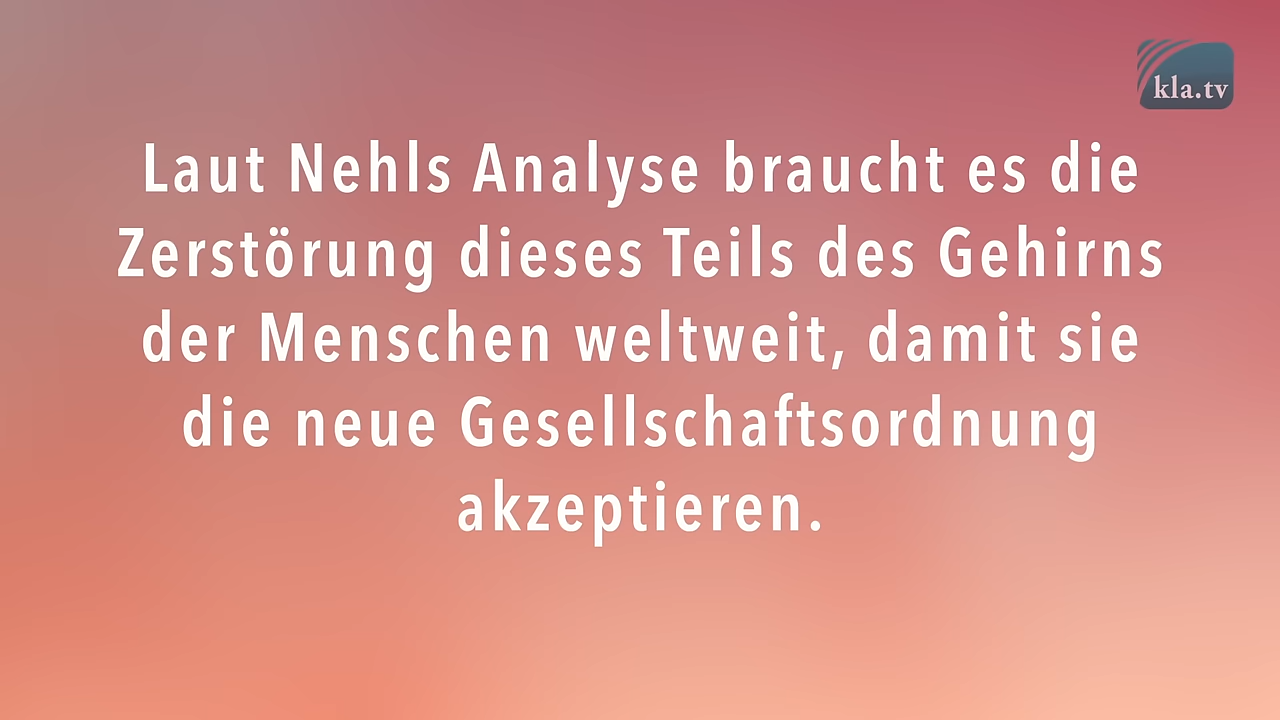 kla.tv
Laut Nehls Analyse braucht es die
Zerstörung dieses Teils des Gehirns
der Menschen weltweit, damit sie
die neue Gesellschaftsordnung
akzeptieren.